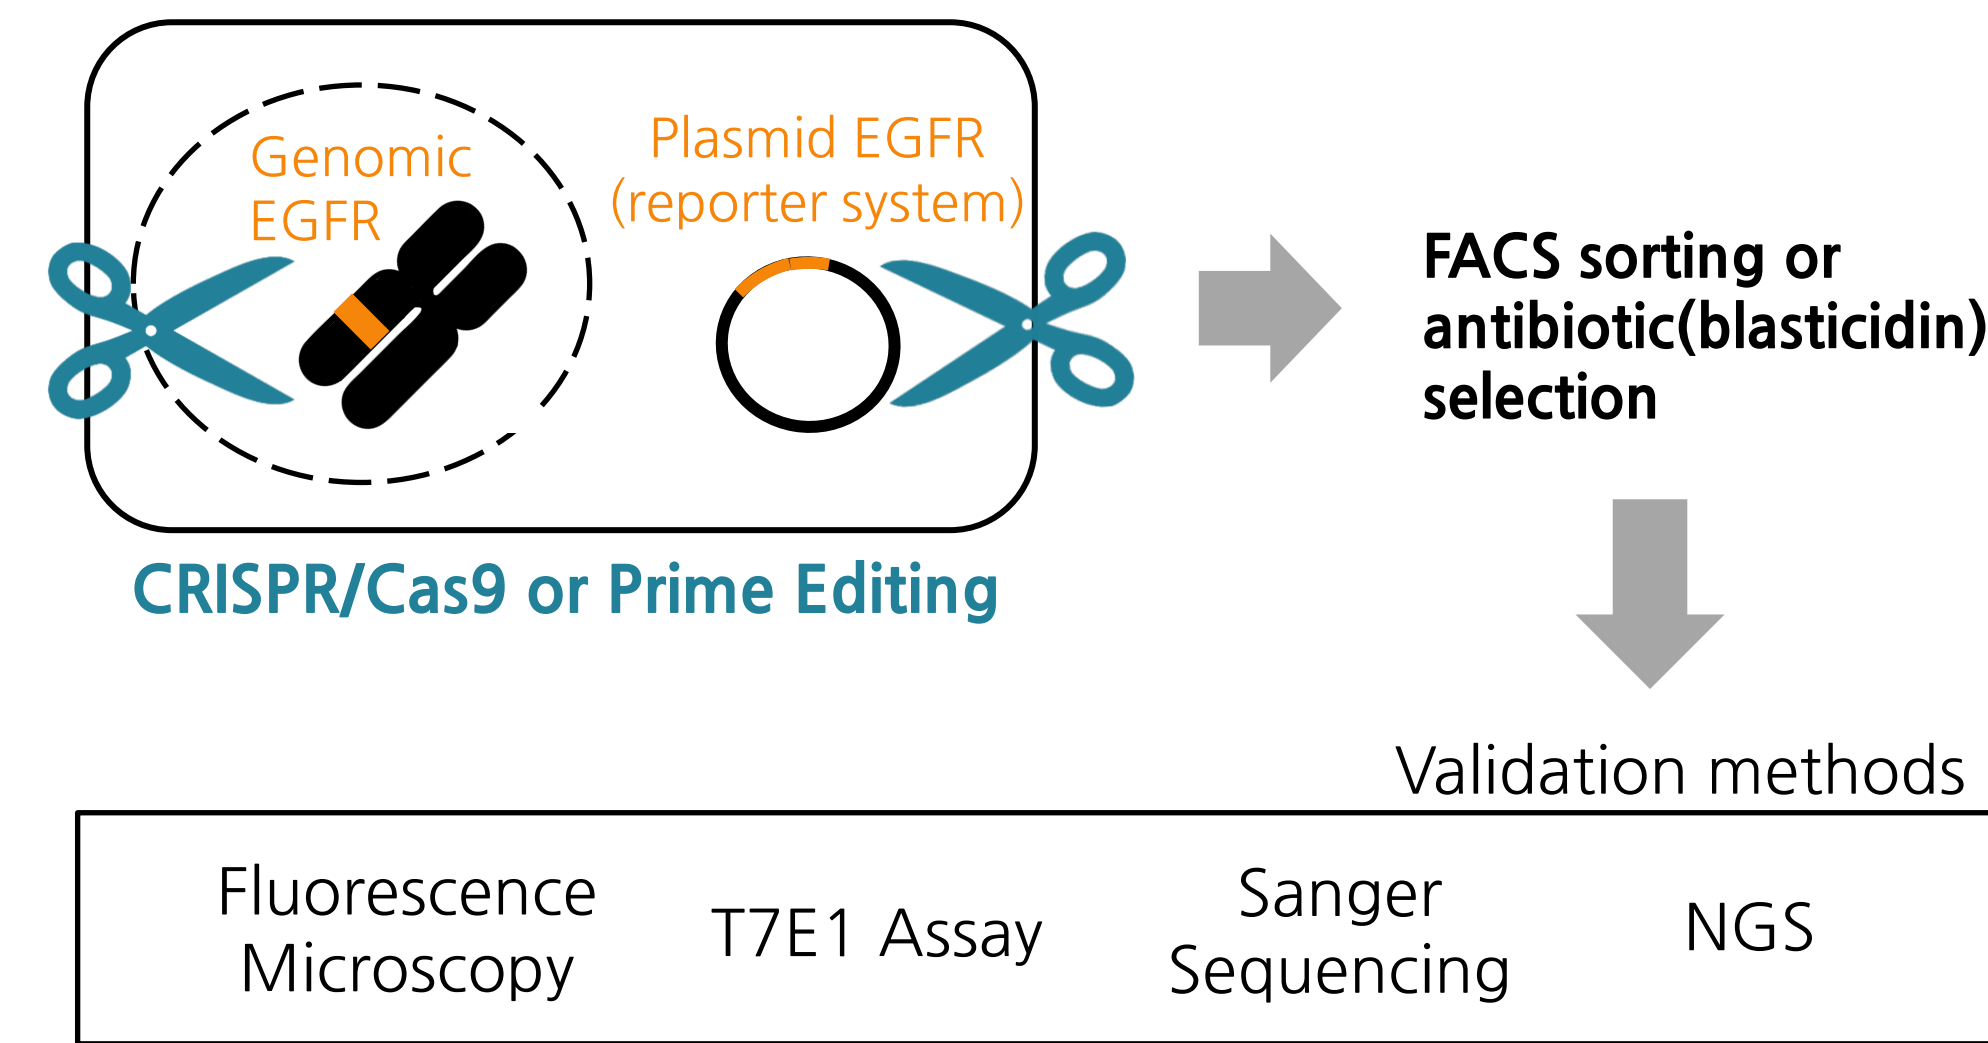 Genomic
EGFR
Plasmid EGFR
(reporter system)
CRISPR/Cas9 or Prime Editing
FACS sorting or
antibiotic(blasticidin)
selection
Validation methods
Fluorescence
Microscopy
T7E1 Assay
Sanger
Sequencing
NGS